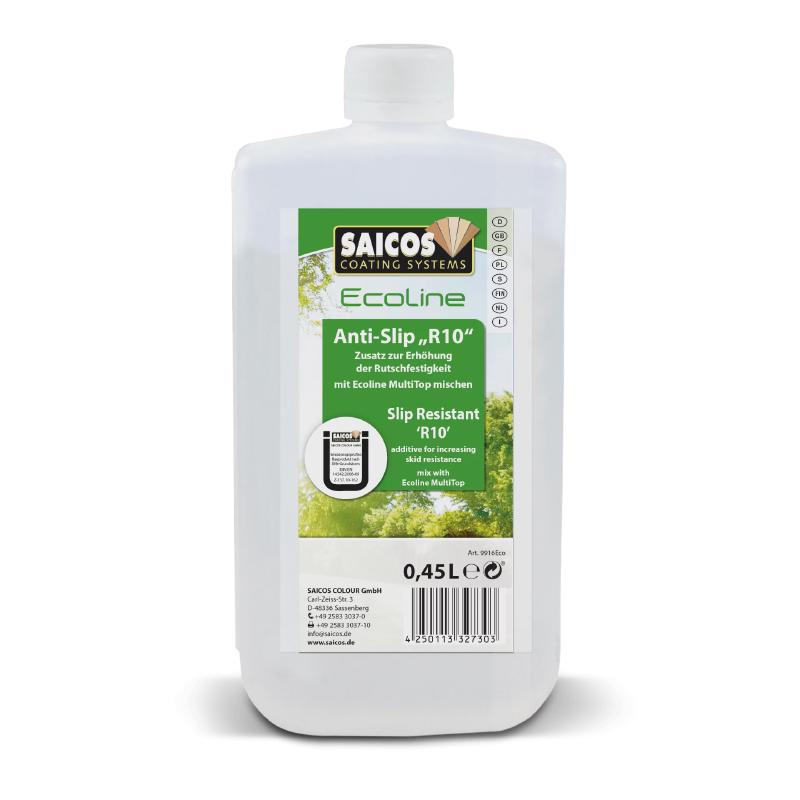 SAICOS
COATING SYSTEMS
EcoLine
D
GB
F
PL
S
FIN
NL
I
Anti-Slip „R10“
Zusatz zur Erhöhung
der Rutschfestigkeit
mit Ecoline MultiTop mischen
Slip Resistant
‘R10’
additive for increasing
skid resistance
mix with
Ecoline MultiTop
SAICOS
Art. 9916Eco
0,45L ℮
SAICOS COLOUR GmbH
Carl-Zeiss-Str. 3
D-48336 Sassenberg
+49 2583 3037-0
+49 2583 3037-10
info@saicos.de
www.saicos.de
4 250113 327303